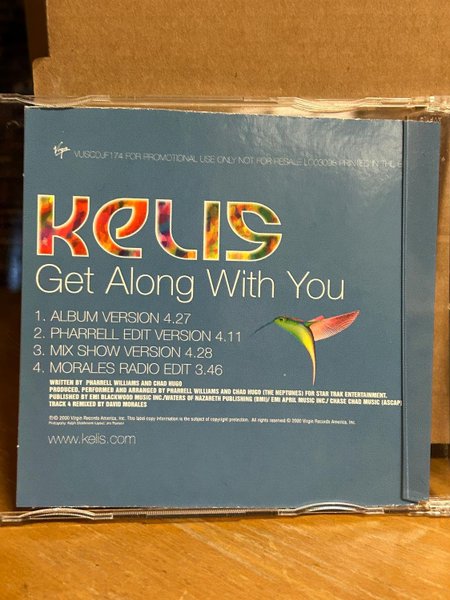 Virgin
VUSCDJF174 FOR PROMOTIONAL USE ONLY NOT FOR RESALE LC03098 PRINTED IN THE E
KELIS
Get Along With You
1. ALBUM VERSION 4.27
2. PHARRELL EDIT VERSION 4.11
3. MIX SHOW VERSION 4.28
4. MORALES RADIO EDIT 3.46
WRITTEN BY PHARRELL WILLIAMS AND CHAD HUGO
PRODUCED, PERFORMED AND ARRANGED BY PHARRELL WILLIAMS AND CHAD HUGO (THE NEPTUNES) FOR STAR TRAK ENTERTAINMENT.
PUBLISHED BY EMI BLACKWOOD MUSIC INC./WATERS OF NAZARETH PUBLISHING (BMI)/ EMI APRIL MUSIC INC./ CHASE CHAD MUSIC (ASCAP)
TRACK 4 REMIXED BY DAVID MORALES
℗© 2000 Virgin Records America, Inc. This label copy information is the subject of copyright protection. All rights reserved. © 2000 Virgin Records America, Inc.
www.kelis.com